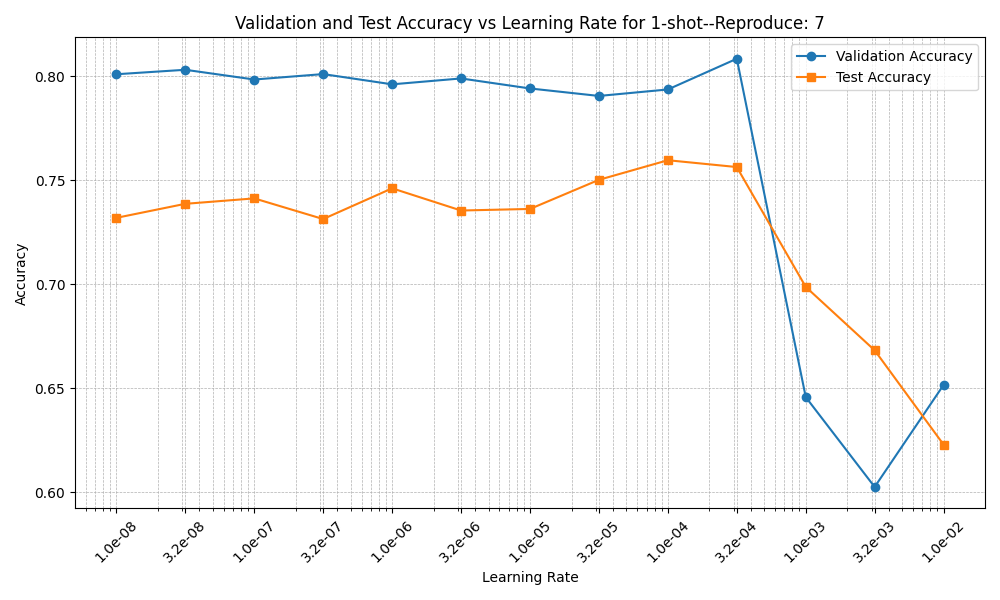 Validation and Test Accuracy vs Learning Rate for 1-shot--Reproduce: 7
Validation Accuracy
Test Accuracy
Accuracy
0.80
0.75
0.70
0.65
0.60
1.0e-08
3.2e-08
1.0e-07
3.2e-07
1.0e-06
3.2e-06
1.0e-05
3.2e-05
1.0e-04
3.2e-04
1.0e-03
3.2e-03
1.0e-02
Learning Rate